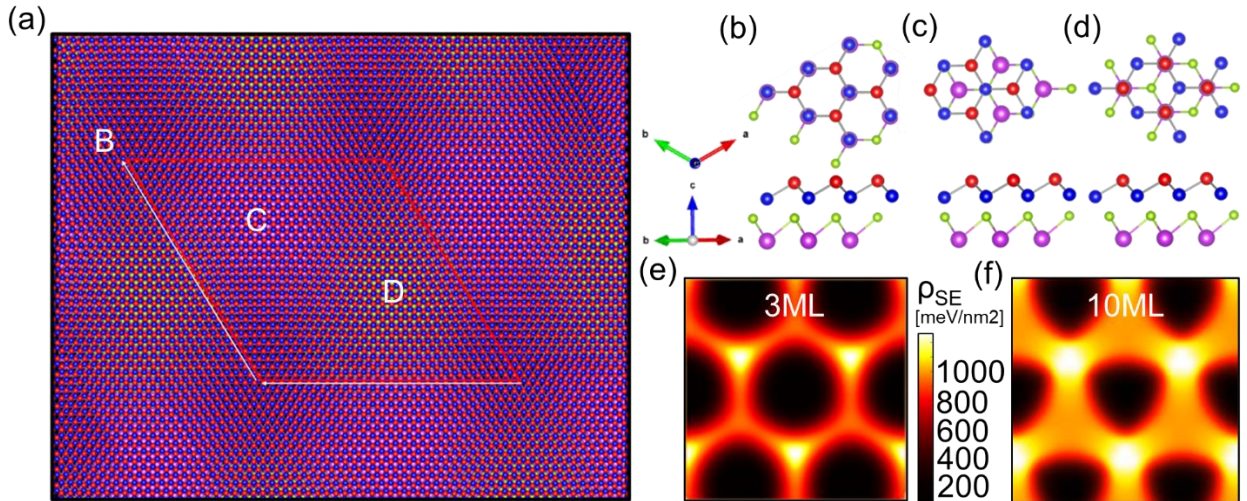 (a)
B
C
D
(b)
(c)
(d)
b
a
c
b
a
(e)
3ML
ρSE
[meV/nm2]
1000
800
600
400
200
(f)
10ML